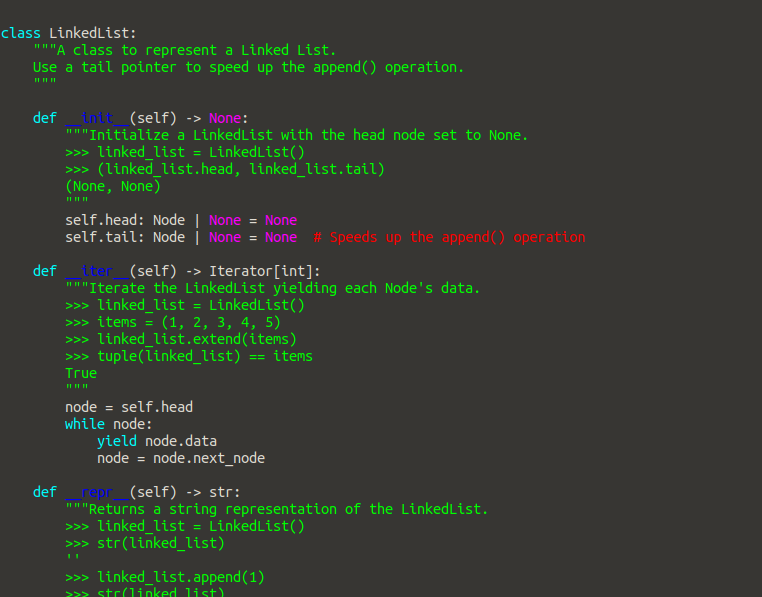 class LinkedList:
    """A class to represent a Linked List.
    Use a tail pointer to speed up the append() operation.
    """

    def __init__(self) -> None:
        """Initialize a LinkedList with the head node set to None.
        >>> linked_list = LinkedList()
        >>> (linked_list.head, linked_list.tail)
        (None, None)
        """
        self.head: Node | None = None
        self.tail: Node | None = None  # Speeds up the append() operation

    def __iter__(self) -> Iterator[int]:
        """Iterate the LinkedList yielding each Node's data.
        >>> linked_list = LinkedList()
        >>> items = (1, 2, 3, 4, 5)
        >>> linked_list.extend(items)
        >>> tuple(linked_list) == items
        True
        """
        node = self.head
        while node:
            yield node.data
            node = node.next_node

    def __repr__(self) -> str:
        """Returns a string representation of the LinkedList.
        >>> linked_list = LinkedList()
        >>> str(linked_list)
        ''
        >>> linked_list.append(1)
        >>> str(linked_list)